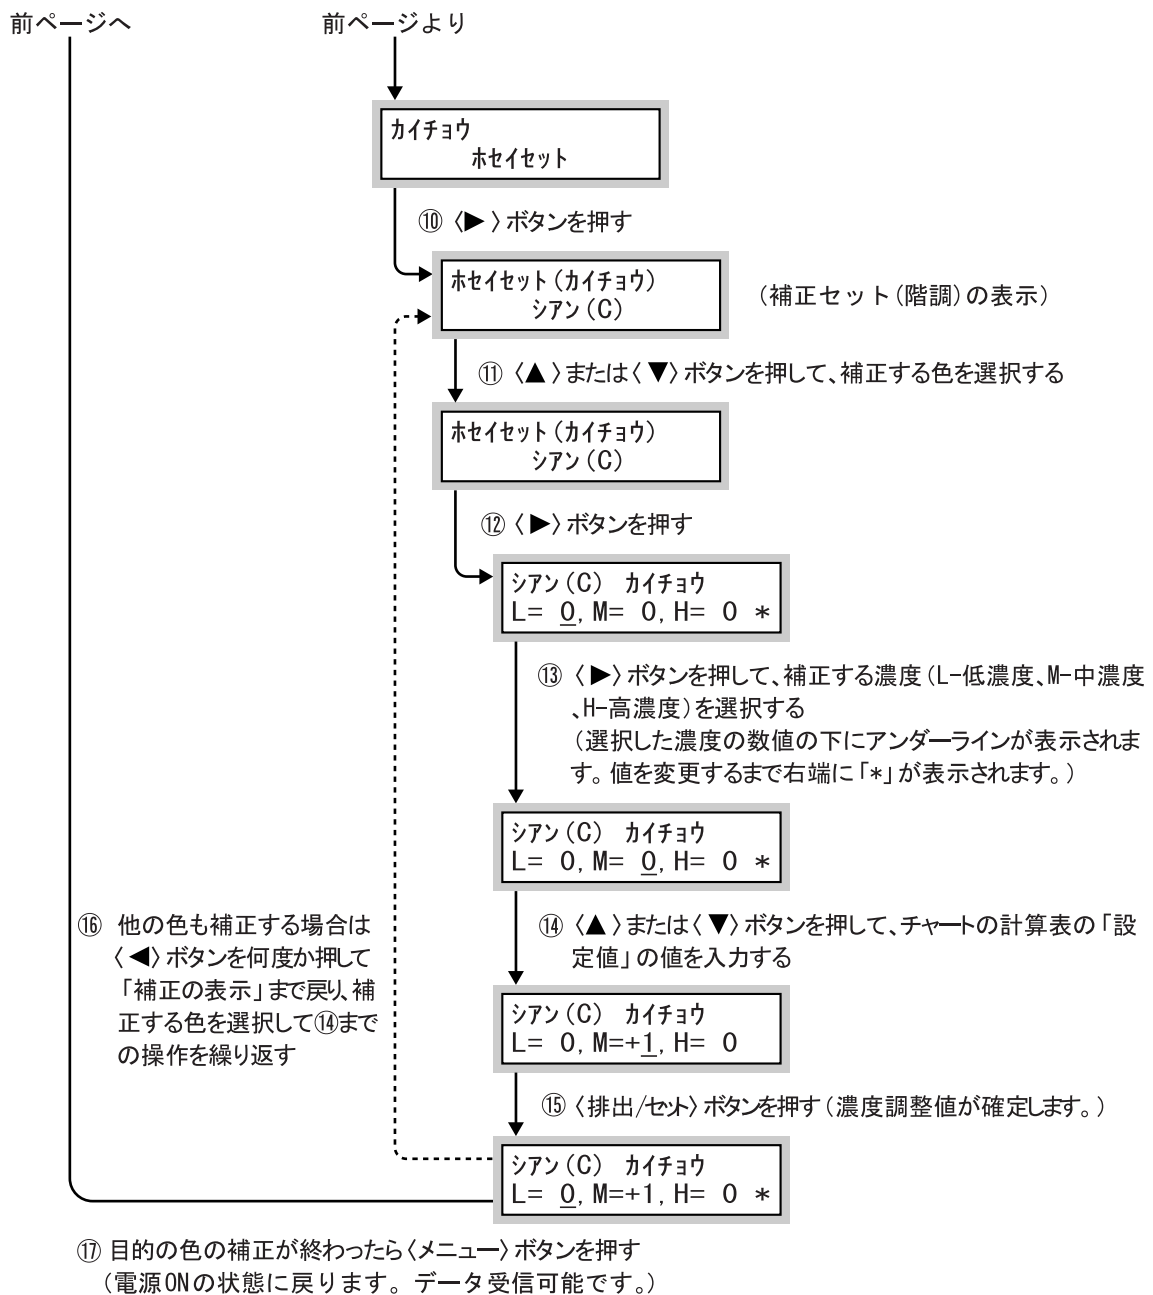 前ページへ
前ページより
ｶｲﾁｮｳ
ﾎｾｲｾｯﾄ
⑩〈▶〉ボタンを押す
ﾎｾｲｾｯﾄ(ｶｲﾁｮｳ)
ｼｱﾝ(C)
(補正セット(階調)の表示)
⑪〈▲〉または〈▼〉ボタンを押して、補正する色を選択する
ﾎｾｲｾｯﾄ(ｶｲﾁｮｳ)
ｼｱﾝ(C)
⑫〈▶〉ボタンを押す
ｼｱﾝ(C) ｶｲﾁｮｳ
L= 0,M= 0,H= 0 *
⑬〈▶〉ボタンを押して、補正する濃度(L-低濃度、M-中濃度
、H-高濃度)を選択する
(選択した濃度の数値の下にアンダーラインが表示されま
す。値を変更するまで右端に「*」が表示されます。)
ｼｱﾝ(C) ｶｲﾁｮｳ
L= 0,M= 0,H= 0 *
⑭〈▲〉または〈▼〉ボタンを押して、チャートの計算表の「設
定値」の値を入力する
ｼｱﾝ(C) ｶｲﾁｮｳ
L= 0,M=+1,H= 0
⑮〈排出/セット〉ボタンを押す(濃度調整値が確定します。)
ｼｱﾝ(C) ｶｲﾁｮｳ
L= 0,M=+1,H= 0 *
⑯ 他の色も補正する場合は
〈◀〉ボタンを何度か押して
「補正の表示」まで戻り、補
正する色を選択して⑭まで
の操作を繰り返す
⑰ 目的の色の補正が終わったら〈メニュー〉ボタンを押す
(電源ONの状態に戻ります。データ受信可能です。)